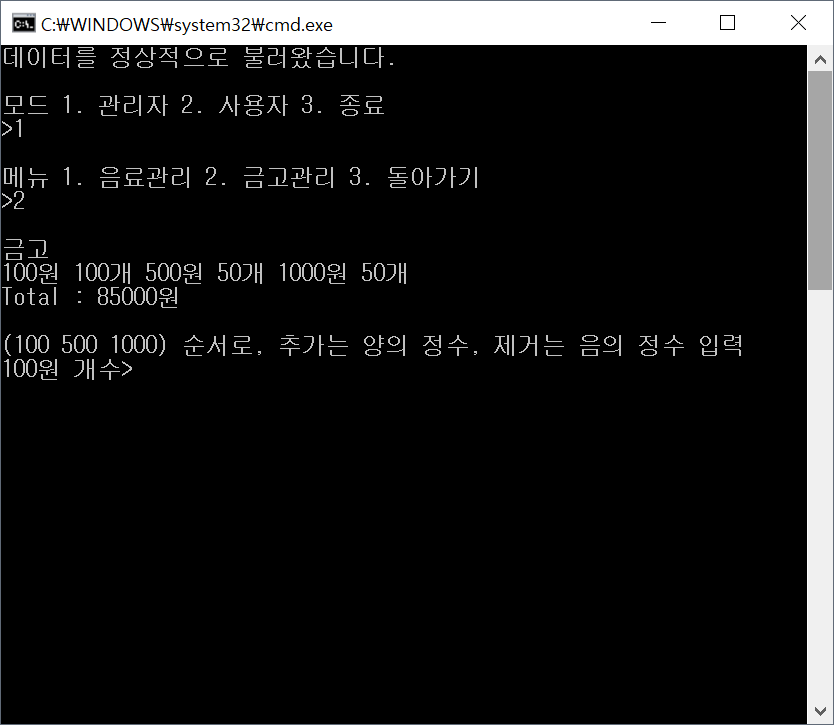 C:₩WINDOWS₩system32₩cmd.exe
데이터를 정상적으로 불러왔습니다.
모드 1. 관리자 2. 사용자 3. 종료
>1
메뉴 1. 음료관리 2. 금고관리 3. 돌아가기
>2
금고
100원 100개 500원 50개 1000원 50개
Total : 85000원
(100 500 1000) 순서로, 추가는 양의 정수, 제거는 음의 정수 입력
100원 개수>